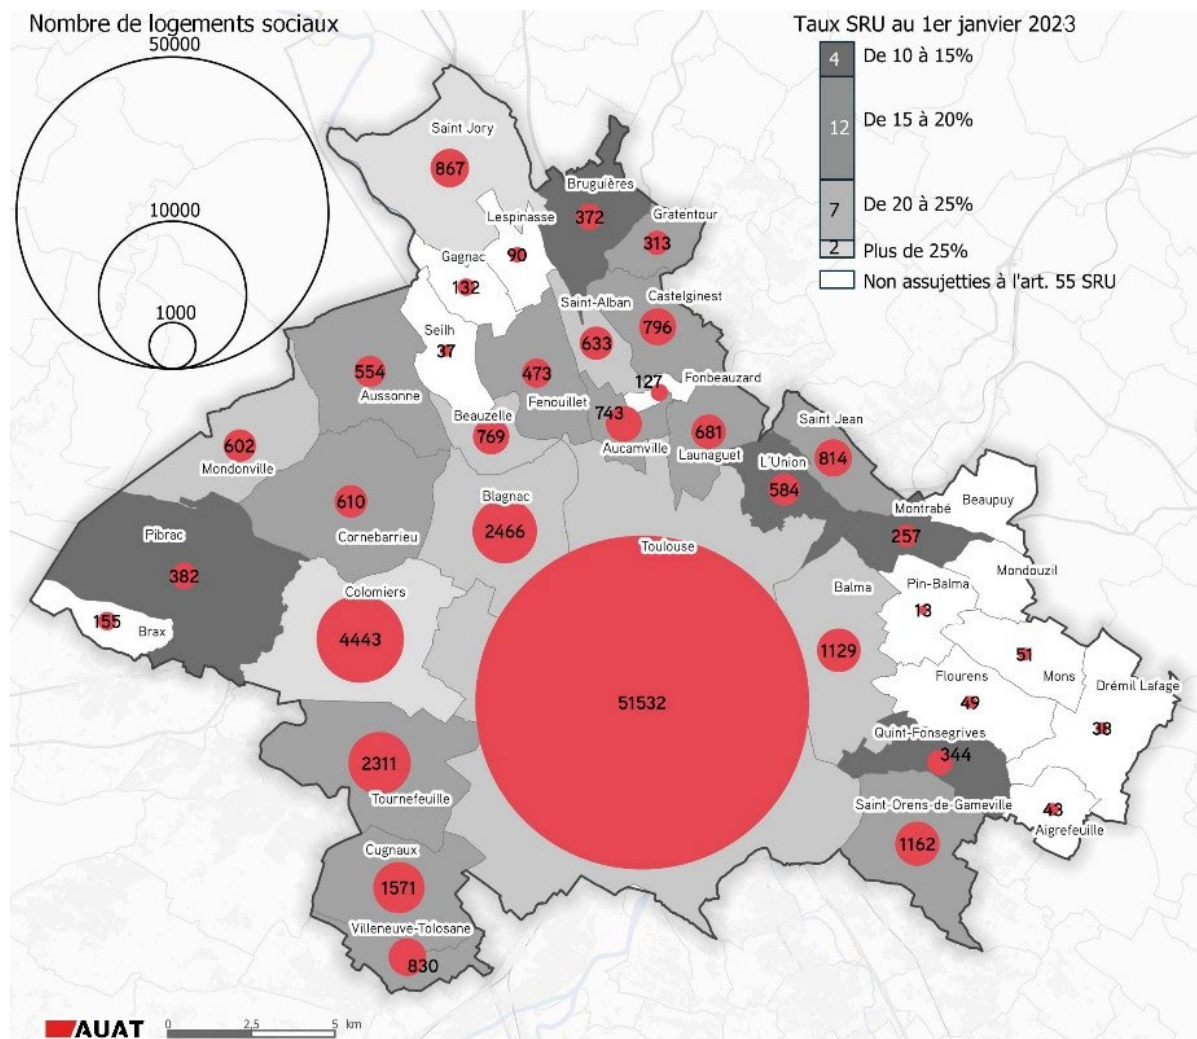 Nombre de logements sociaux
50000
10000
1000
Taux SRU au 1er janvier 2023
4 De 10 à 15%
12 De 15 à 20%
7 De 20 à 25%
2 Plus de 25%
Non assujetties à l'art. 55 SRU
Saint Jory
867
Bruguières
372
Lespinasse
90
Gratentour
313
Gagnac
132
Saint-Alban
633
Castelginest
796
Seilh
37
554
Aussonne
473
Fenouillet
127
Fonbeauzard
Beauzelle
769
743
Aucamville
681
Launaguet
Saint Jean
814
602
Mondonville
L'Union
584
Beaupuy
Montrabé
257
Blagnac
2466
610
Cornebarrieu
Pibrac
382
Toulouse
51532
Mondouzil
Balma
1129
Pin-Balma
13
Colomiers
4443
155
Brax
51
Mons
Flourens
49
Drémil Lafage
38
Quint-Fonsegrives
344
2311
Tournefeuille
Saint-Orens-de-Gameville
1162
43
Aigrefeuille
Cugnaux
1571
Villeneuve-Tolosane
830
AUAT
0 2,5 5 km